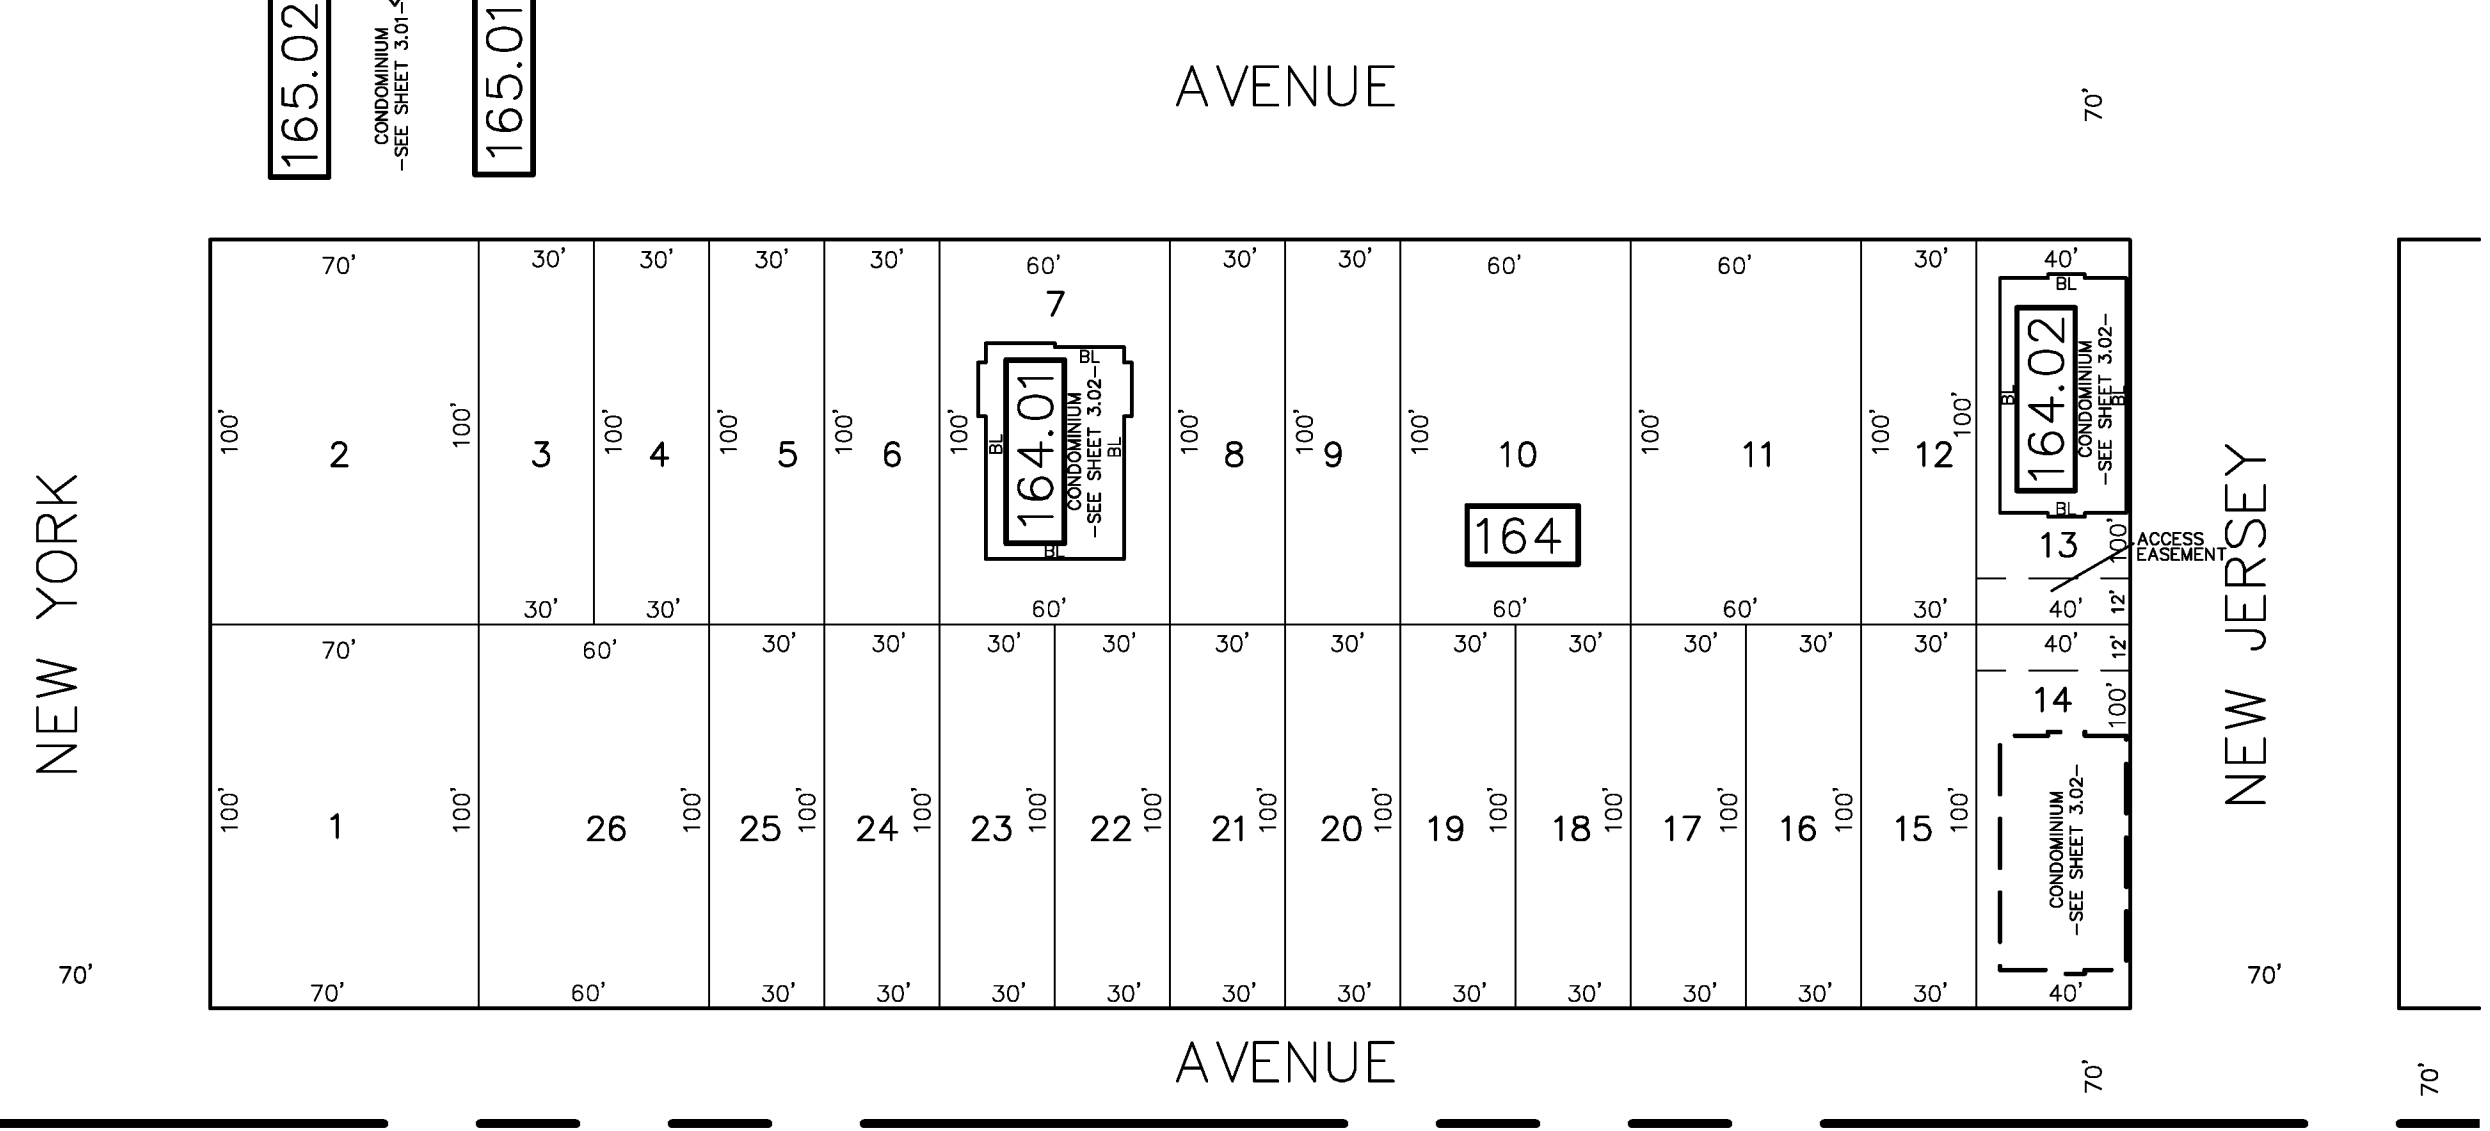 165.02
CONDOMINIUM
-SEE SHEET 3.01-
165.01
AVENUE
70'
70' 30' 30' 30' 30' 60' 30' 30' 60' 60' 30' 40'
7
BL BL
164.01
CONDOMINIUM
-SEE SHEET 3.02-
BL BL BL
164.02
CONDOMINIUM
-SEE SHEET 3.02-
BL BL BL
100' 100' 100' 100' 100' 100' 100' 100' 100' 100' 100' 100'
2 3 4 5 6 8 9 10 11 12
164
13 100'
ACCESS
EASEMENT
30' 30' 60' 60' 60' 30' 40' 12'
NEW YORK
NEW JERSEY
70' 60' 30' 30' 30' 30' 30' 30' 30' 30' 30' 30' 30' 40' 12'
14 100'
100' 100' 100' 100' 100' 100' 100' 100' 100' 100' 100' 100' 100' 100'
1 26 25 24 23 22 21 20 19 18 17 16 15
CONDOMINIUM
-SEE SHEET 3.02-
70' 70'
70' 60' 30' 30' 30' 30' 30' 30' 30' 30' 30' 30' 30' 40'
AVENUE
70' 70'